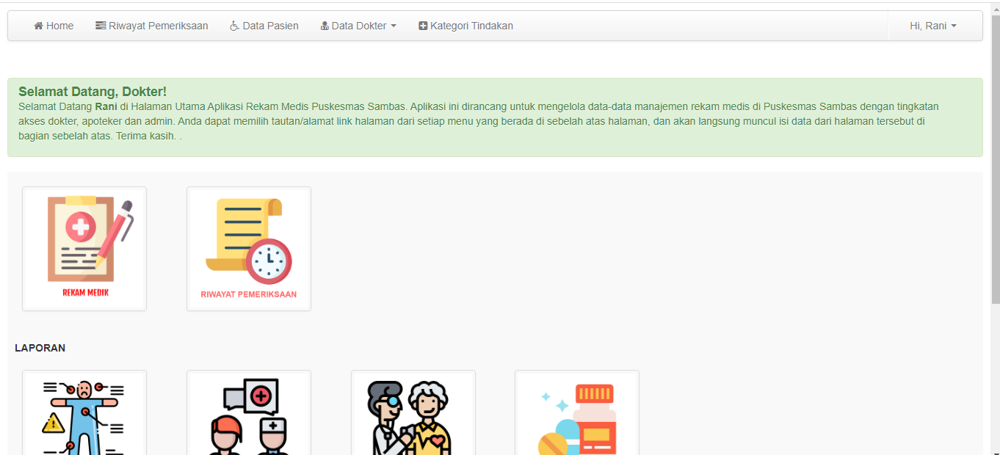 Home Riwayat Pemeriksaan Data Pasien Data Dokter Kategori Tindakan Hi, Rani
Selamat Datang, Dokter!
Selamat Datang Rani di Halaman Utama Aplikasi Rekam Medis Puskesmas Sambas. Aplikasi ini dirancang untuk mengelola data-data manajemen rekam medis di Puskesmas Sambas dengan tingkatan
akses dokter, apoteker dan admin. Anda dapat memilih tautan/alamat link halaman dari setiap menu yang berada di sebelah atas halaman, dan akan langsung muncul isi data dari halaman tersebut di
bagian sebelah atas. Terima kasih. .
REKAM MEDIK
RIWAYAT PEMERIKSAAN
LAPORAN